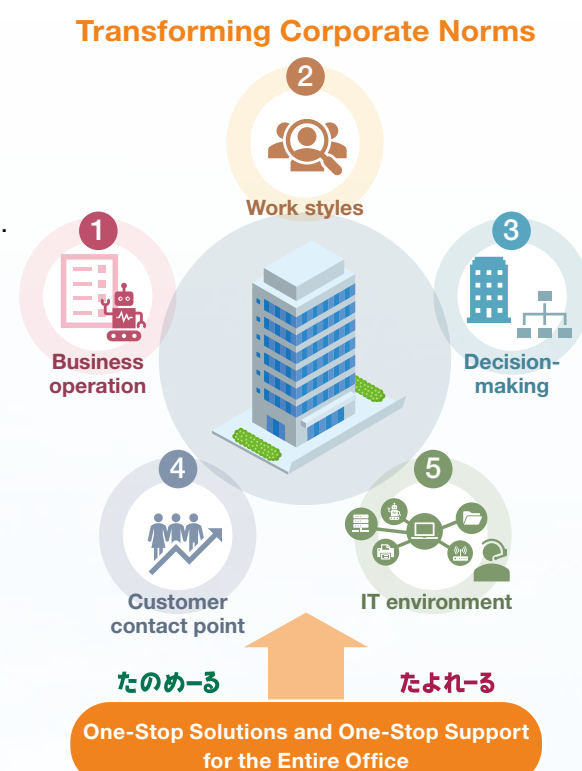 Transforming Corporate Norms
2
Work styles
1
Business
operation
3
Decision-
making
4
Customer
contact point
5
IT environment
たのめーる
たよれーる
One-Stop Solutions and One-Stop Support
for the Entire Office